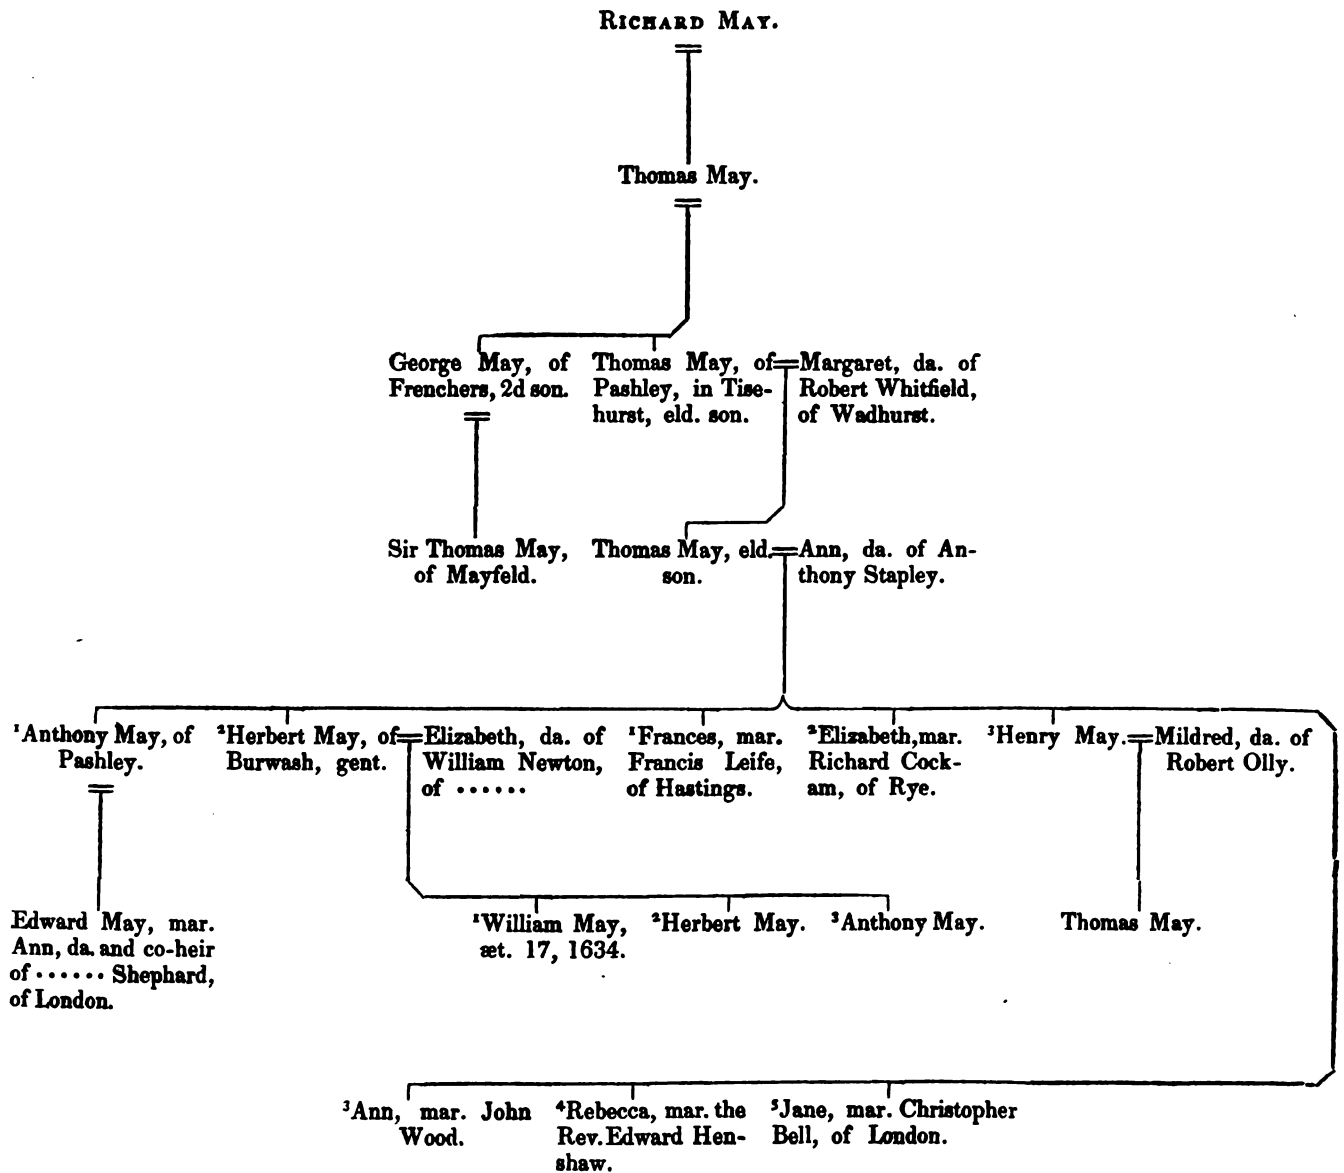 RICHARD MAY.
Thomas May.
George May, of
Frenchers, 2d son.
Thomas May, of
Pashley, in Tise-
hurst, eld. son.
Margaret, da. of
Robert Whitfield,
of Wadhurst.
Sir Thomas May,
of Mayfeld.
Thomas May, eld.
son.
Ann, da. of An-
thony Stapley.
¹Anthony May, of
Pashley.
²Herbert May, of
Burwash, gent.
Elizabeth, da. of
William Newton,
of ······
¹Frances, mar.
Francis Leife,
of Hastings.
²Elizabeth, mar.
Richard Cock-
am, of Rye.
³Henry May.
Mildred, da. of
Robert Olly.
Edward May, mar.
Ann, da. and co-heir
of ······ Shephard,
of London.
¹William May,
æt. 17, 1634.
²Herbert May.
³Anthony May.
Thomas May.
³Ann, mar. John
Wood.
⁴Rebecca, mar. the
Rev. Edward Hen-
shaw.
⁵Jane, mar. Christopher
Bell, of London.